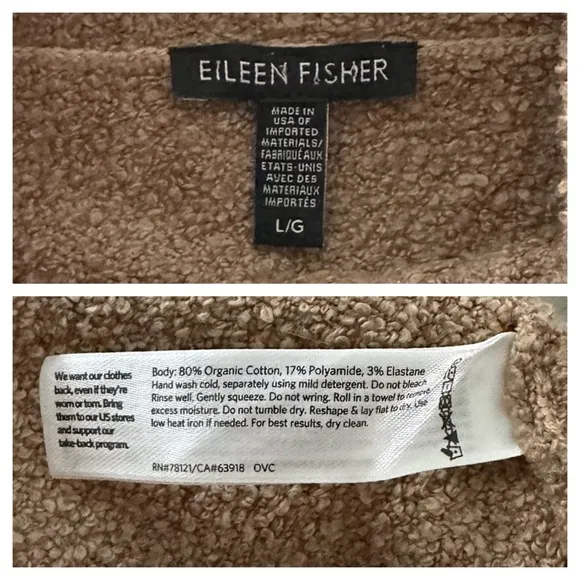 EILEEN FISHER
MADE IN
USA OF
IMPORTED
MATERIALS/
FABRIQUÉAUX
ETATS-UNIS
AVEC DES
MATERIAUX
IMPORTÉS
L/G
We want our clothes
back, even if they're
worn or torn. Bring
them to our US stores
and support our
take-back program.
Body: 80% Organic Cotton, 17% Polyamide, 3% Elastane
Hand wash cold, separately using mild detergent. Do not bleach
Rinse well. Gently squeeze. Do not wring. Roll in a towel to remove
excess moisture. Do not tumble dry. Reshape & lay flat to dry. Use
low heat iron if needed. For best results, dry clean.
RN#78121/CA#63918 OVC